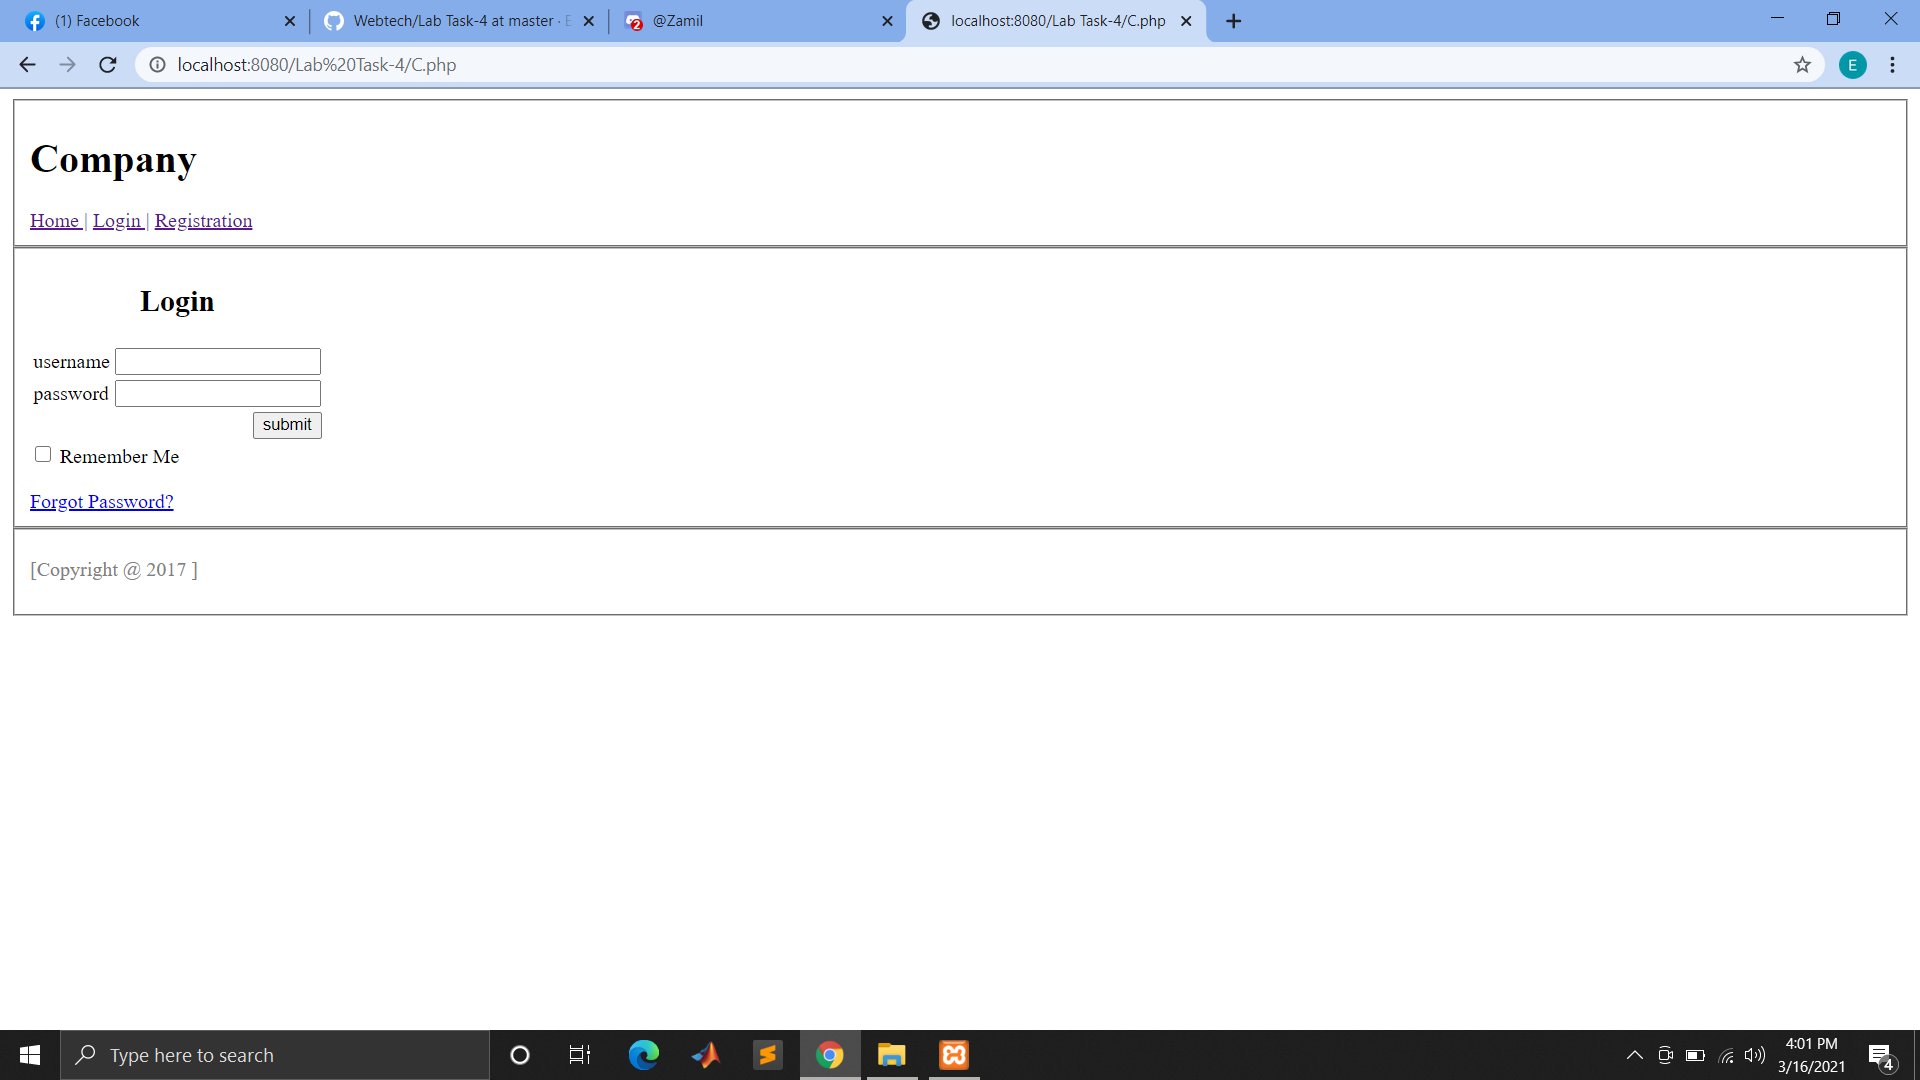 (1) Facebook
Webtech/Lab Task-4 at master ·
@Zamil
localhost:8080/Lab Task-4/C.php
localhost:8080/Lab%20Task-4/C.php
E
Company
Home | Login | Registration
Login
username
password
submit
Remember Me
Forgot Password?
[Copyright @ 2017 ]
Type here to search
4:01 PM
3/16/2021
4
2